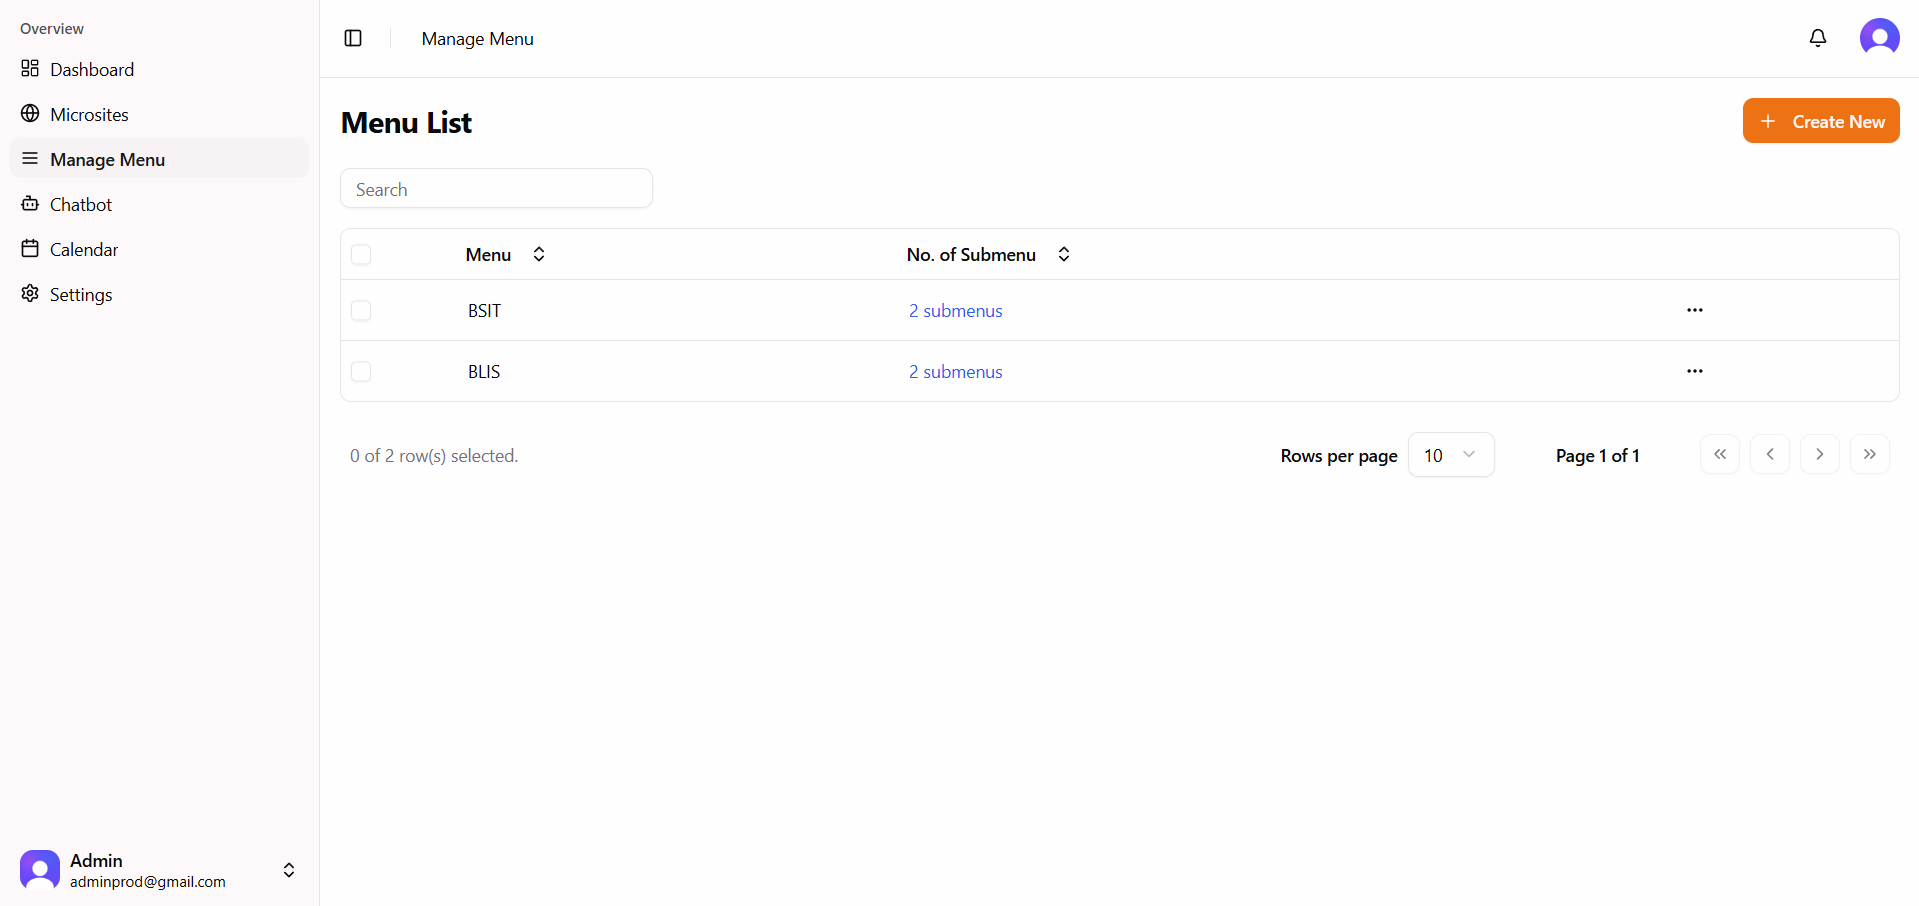 Overview
Dashboard
Microsites
Manage Menu
Chatbot
Calendar
Settings
Admin
adminprod@gmail.com
Manage Menu
Menu List
Create New
Search
Menu No. of Submenu
BSIT 2 submenus
BLIS 2 submenus
0 of 2 row(s) selected. Rows per page 10 Page 1 of 1